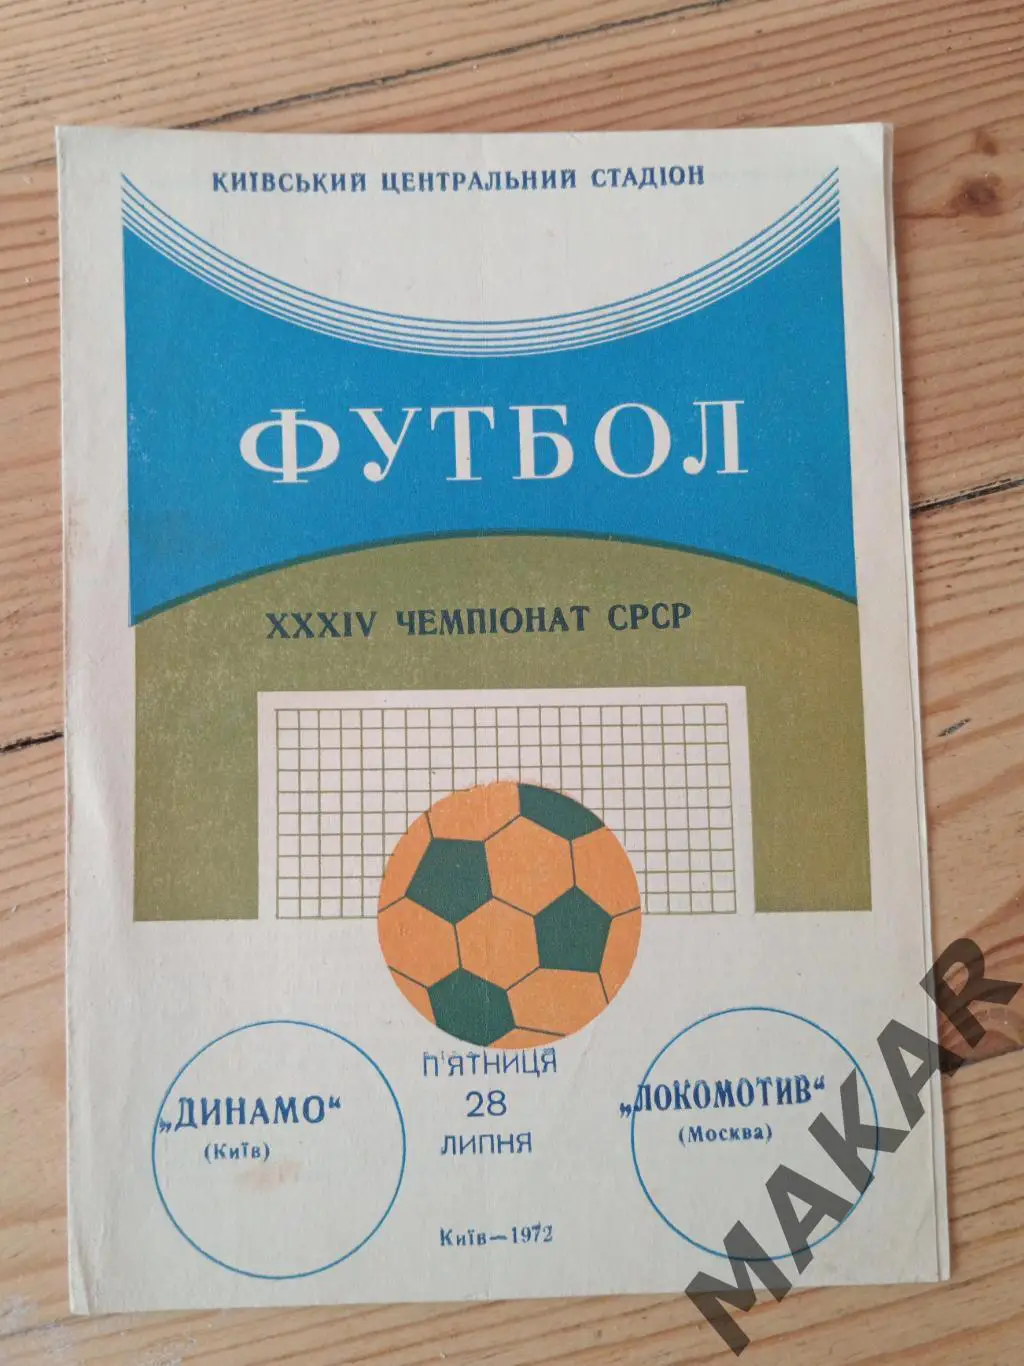 КИЇВСЬКИЙ ЦЕНТРАЛЬНИЙ СТАДІОН
ФУТБОЛ
XXXIV ЧЕМПІОНАТ СРСР
П'ЯТНИЦЯ
28
ЛИПНЯ
„ДИНАМО“
(Київ)
„ЛОКОМОТИВ“
(Москва)
Київ—1972
MAKAR